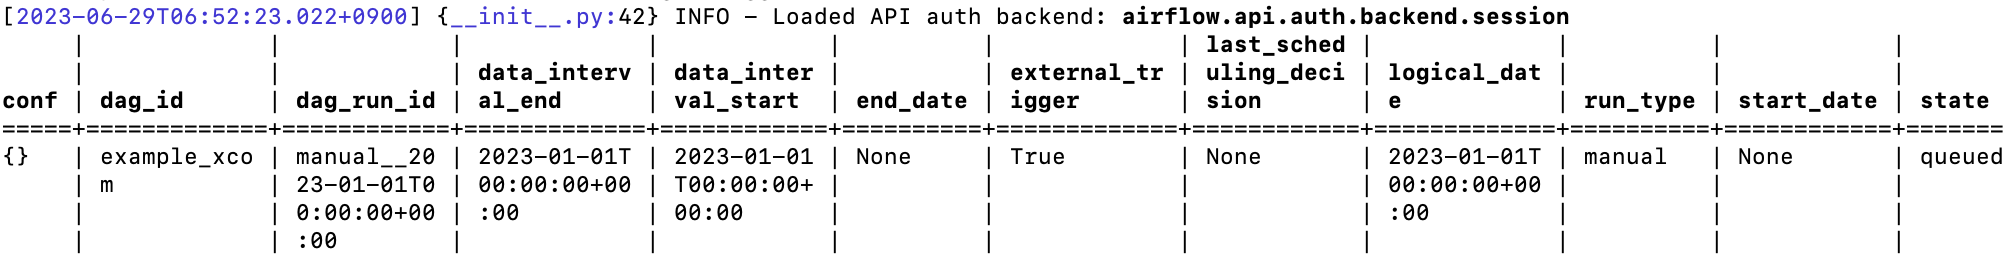 [2023-06-29T06:52:23.022+0900] {__init__.py:42} INFO - Loaded API auth backend: airflow.api.auth.backend.session
     |             |            |             |            |          |             | last_sched |             |          |            |
     |             |            | data_interv | data_inter |          | external_tr | uling_deci | logical_dat |          |            |
conf | dag_id      | dag_run_id | al_end      | val_start  | end_date | igger       | sion       | e           | run_type | start_date | state
=====+=============+============+=============+============+==========+=============+============+=============+==========+============+=======
{}   | example_xco | manual__20 | 2023-01-01T | 2023-01-01 | None     | True        | None       | 2023-01-01T | manual   | None       | queued
     | m           | 23-01-01T0 | 00:00:00+00 | T00:00:00+ |          |             |            | 00:00:00+00 |          |            |
     |             | 0:00:00+00 | :00         | 00:00      |          |             |            | :00         |          |            |
     |             | :00        |             |            |          |             |            |             |          |            |